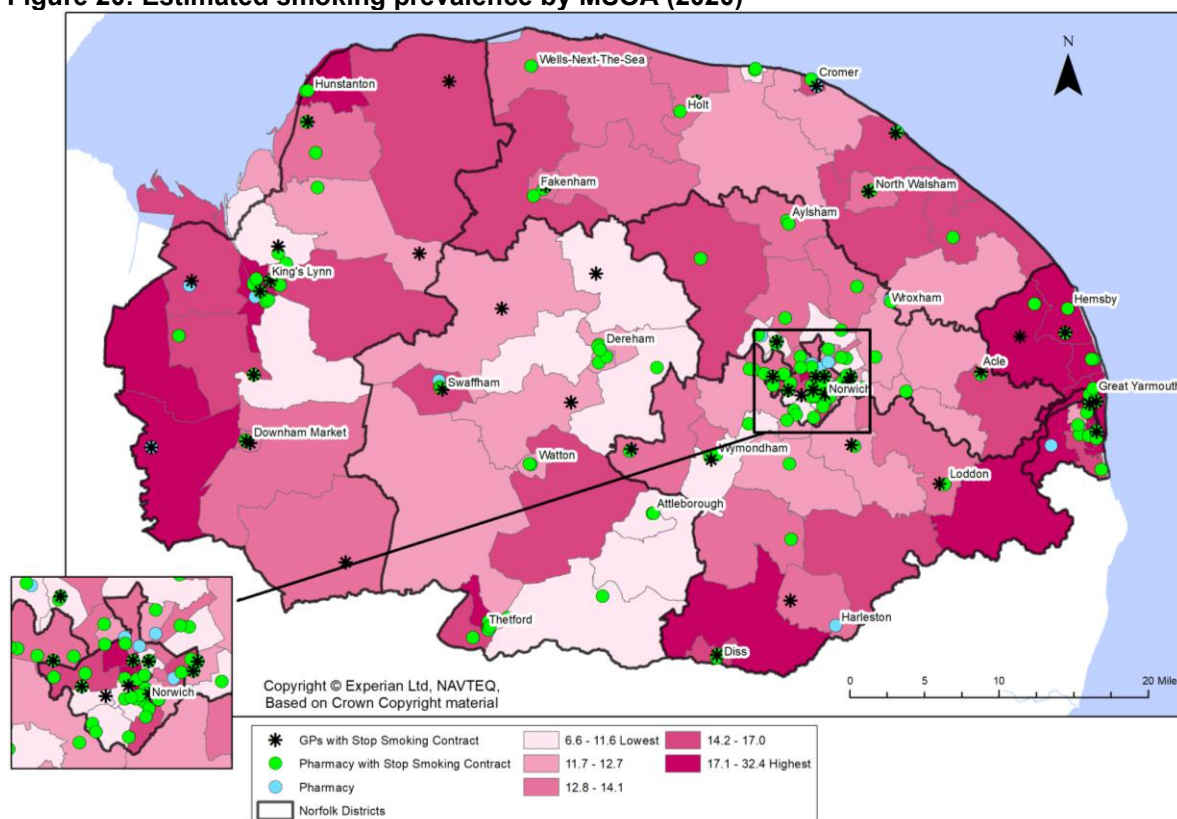 Estimated smoking prevalence by MSOA
N
Wells-Next-The-Sea
Cromer
Hunstanton
Holt
Fakenham
North Walsham
Aylsham
King's Lynn
Wroxham
Hemsby
Dereham
Acle
Swaffham
Norwich
Great Yarmouth
Downham Market
Watton
Wymondham
Loddon
Attleborough
Thetford
Harleston
Diss
Norwich
Copyright © Experian Ltd, NAVTEQ,
Based on Crown Copyright material
0 5 10 20 Mile
GPs with Stop Smoking Contract
Pharmacy with Stop Smoking Contract
Pharmacy
Norfolk Districts
6.6 - 11.6 Lowest
11.7 - 12.7
12.8 - 14.1
14.2 - 17.0
17.1 - 32.4 Highest